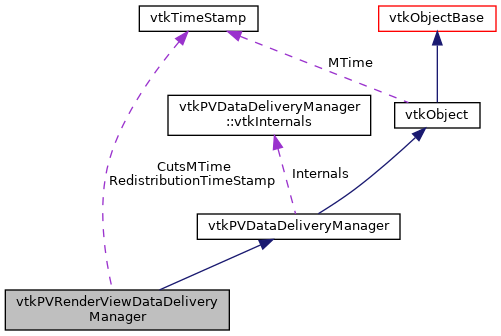 vtkTimeStamp
vtkObjectBase
MTime
vtkPVDataDeliveryManager
::vtkInternals
vtkObject
CutsMTime
RedistributionTimeStamp
Internals
vtkPVDataDeliveryManager
vtkPVRenderViewDataDelivery
Manager